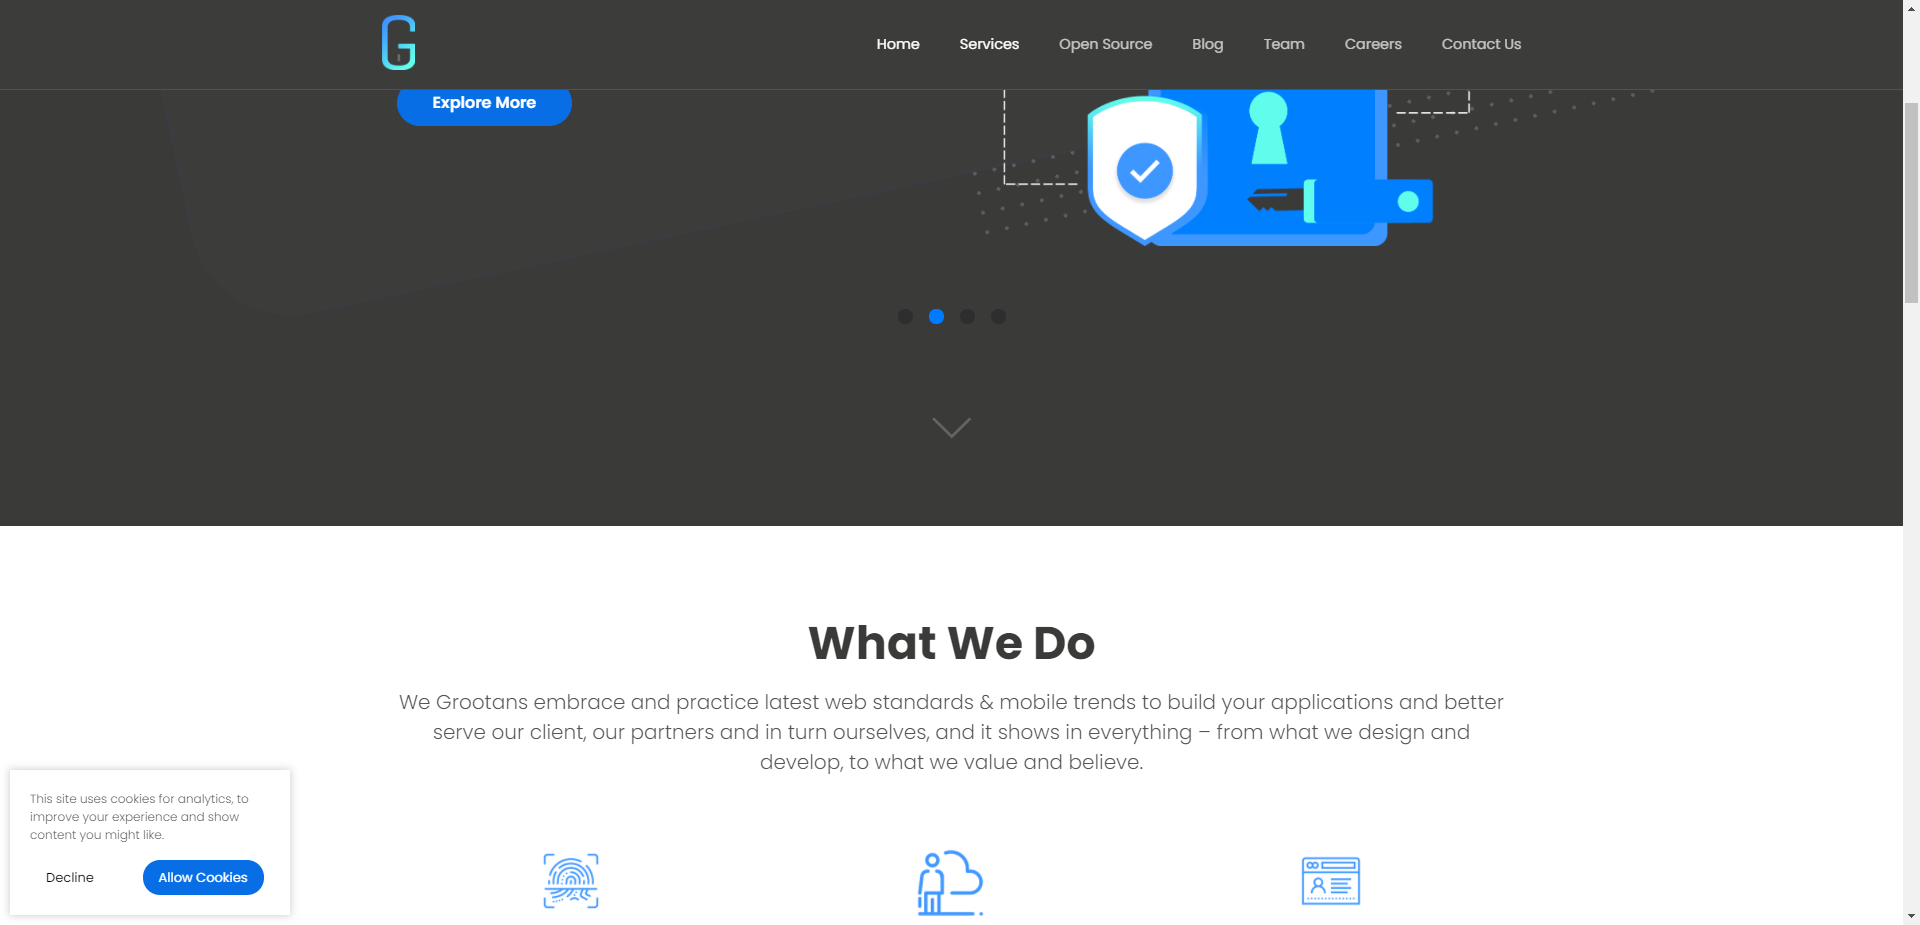 G
Home Services Open Source Blog Team Careers Contact Us
Explore More
What We Do
We Grootans embrace and practice latest web standards & mobile trends to build your applications and better
serve our client, our partners and in turn ourselves, and it shows in everything – from what we design and
develop, to what we value and believe.
This site uses cookies for analytics, to
improve your experience and show
content you might like.
Decline Allow Cookies